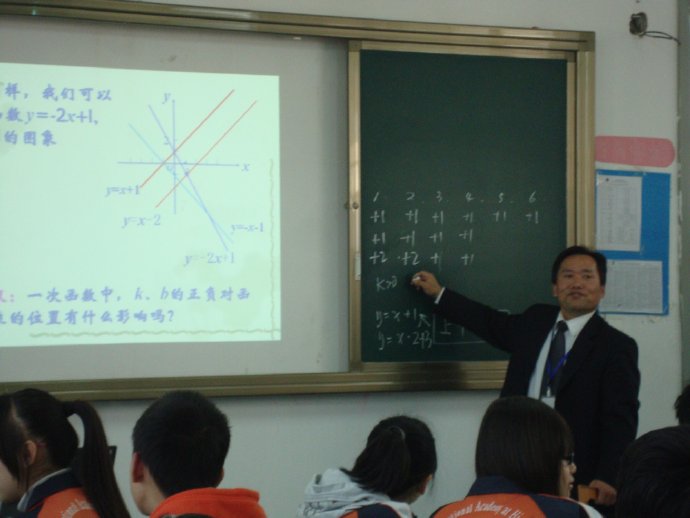 样，我们可以
数y=-2x+1、
的图象
y
2
x
y=x+1
y=x-2
y=-x-1
y=-2x+1
：一次函数中，k、b的正负对函
的位置有什么影响吗？
1. 2. 3. 4. 5. 6
+1 +1 +1 +1 +1 +1
+1 +1 +1 +1
+2 +2 +1 +1
K>0
y=x+1
y=x-2
上